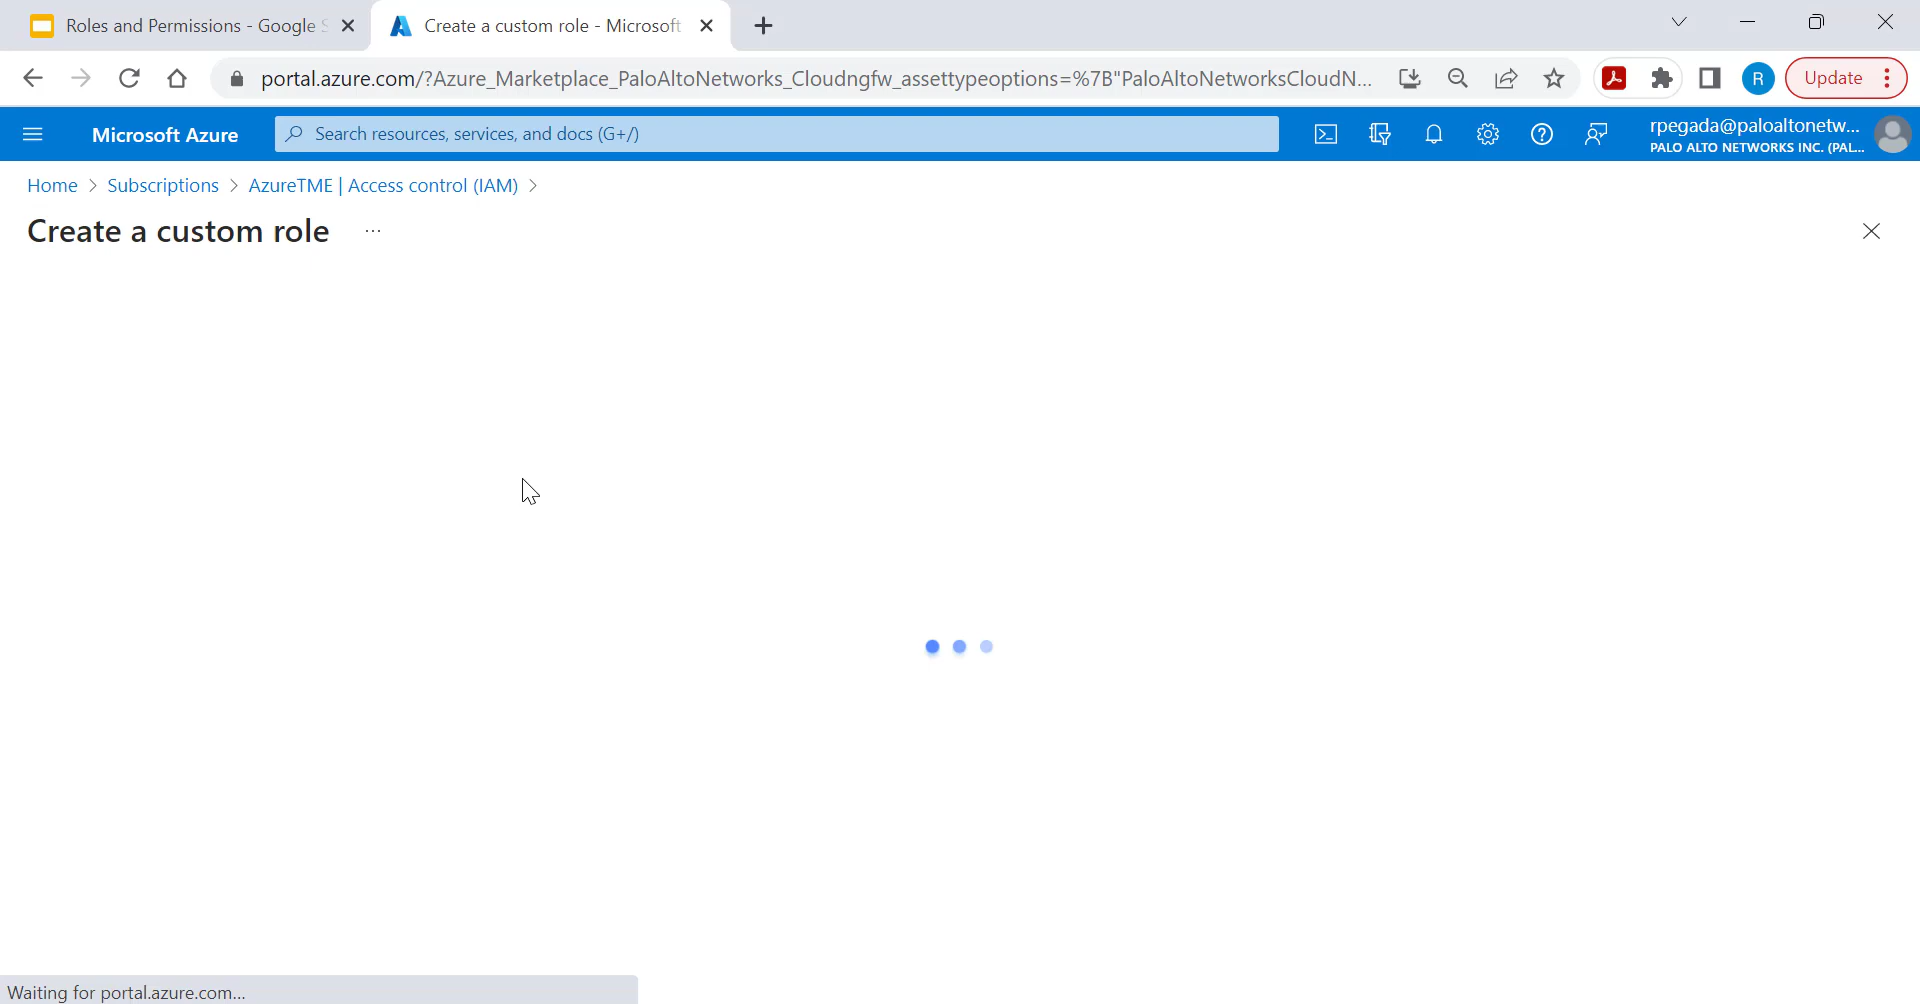 Roles and Permissions - Google S
Create a custom role - Microsoft
portal.azure.com/?Azure_Marketplace_PaloAltoNetworks_Cloudngfw_assettypeoptions=%7B"PaloAltoNetworksCloudN...
R
Update
Microsoft Azure
Search resources, services, and docs (G+/)
rpegada@paloaltonetw...
PALO ALTO NETWORKS INC. (PAL...
Home > Subscriptions > AzureTME | Access control (IAM) >
Create a custom role ...
Waiting for portal.azure.com...